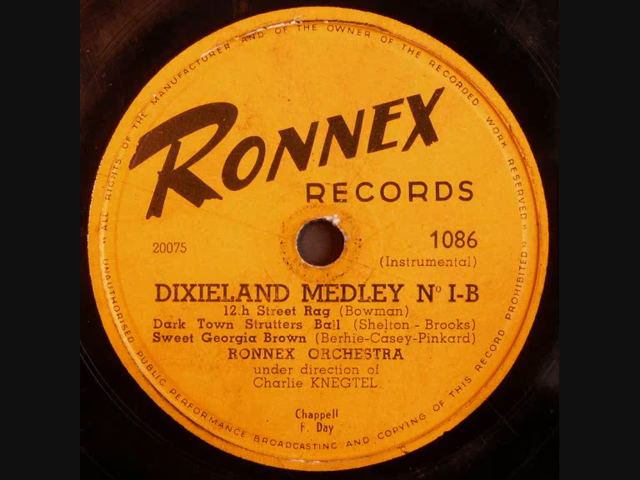 "ALL RIGHTS OF THE MANUFACTURER AND OF THE OWNER OF THE RECORDED WORK RESERVED"
RONNEX
RECORDS
20075
1086
(Instrumental)
DIXIELAND MEDLEY Nº I-B
12.h Street Rag (Bowman)
Dark Town Strutters Ball (Shelton - Brooks)
Sweet Georgia Brown (Berhie-Casey-Pinkard)
RONNEX ORCHESTRA
under direction of
Charlie KNEGTEL
Chappell
F. Day
UNAUTHORISED PUBLIC PERFORMANCE BROADCASTING AND COPYING OF THIS RECORD PROHIBITED